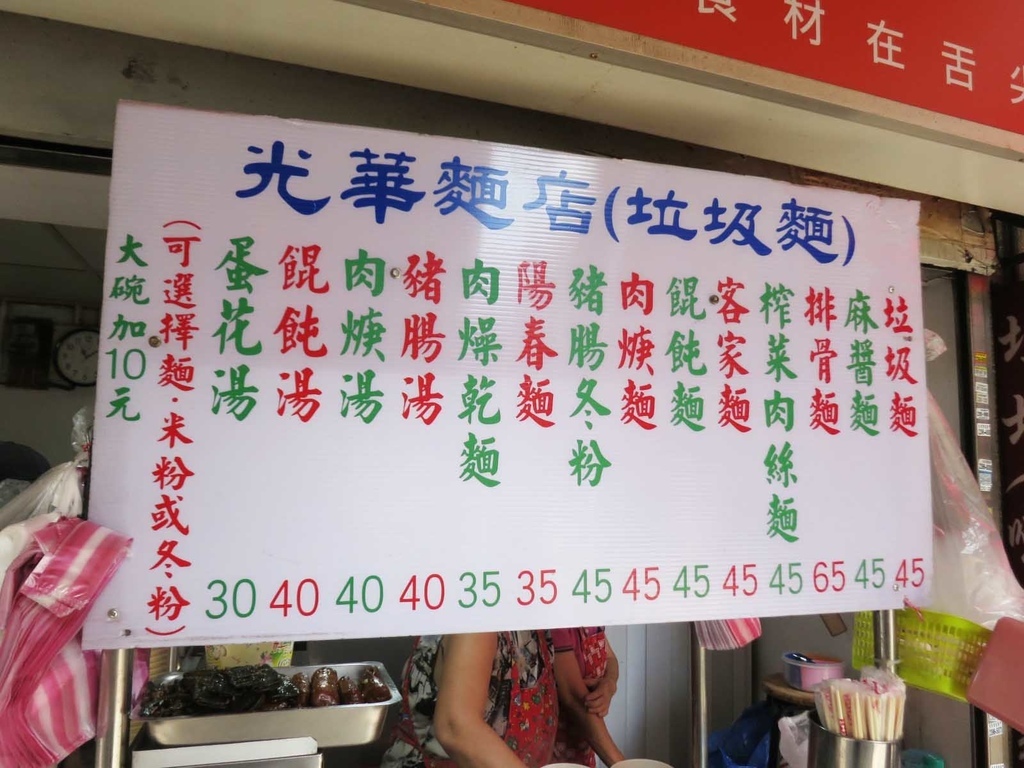 食材在舌尖
光華麵店(垃圾麵)
垃圾麵 45
麻醬麵 45
排骨麵 65
榨菜肉絲麵 45
客家麵 45
餛飩麵 45
肉焿麵 45
豬腸冬粉 45
陽春麵 35
肉燥乾麵 35
豬腸湯 40
肉焿湯 40
餛飩湯 40
蛋花湯 30
(可選擇麵·米粉或冬粉)
大碗加10元